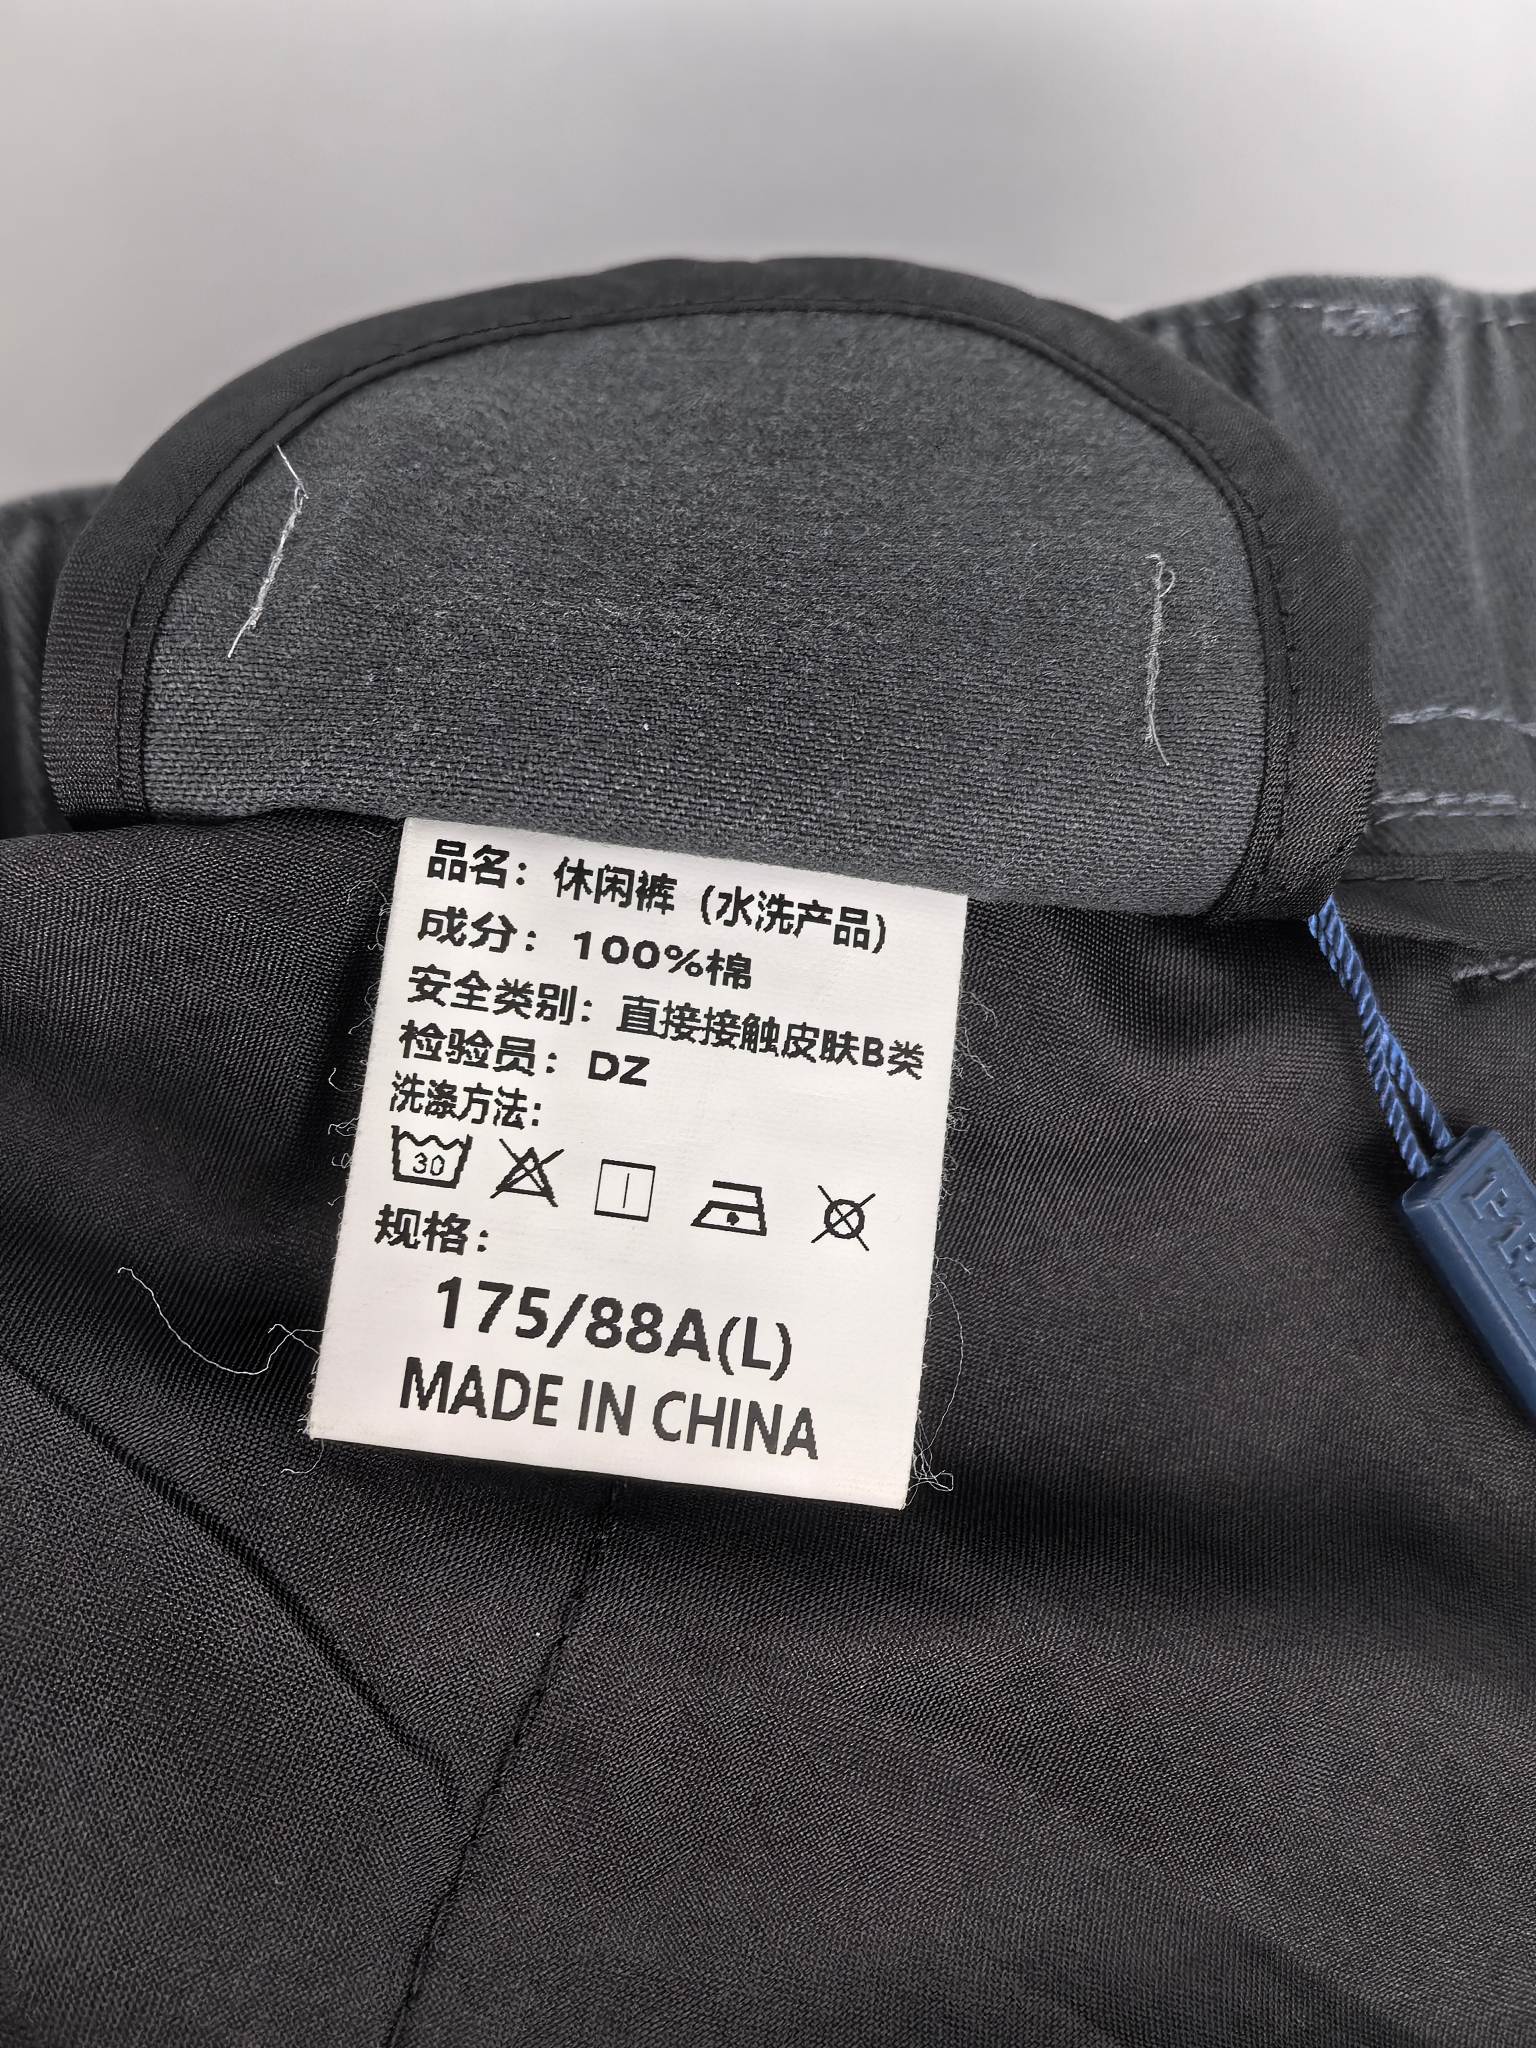 品名：休闲裤（水洗产品）
成分：100%棉
安全类别：直接接触皮肤B类
检验员：DZ
洗涤方法：
30
规格：
175/88A(L)
MADE IN CHINA